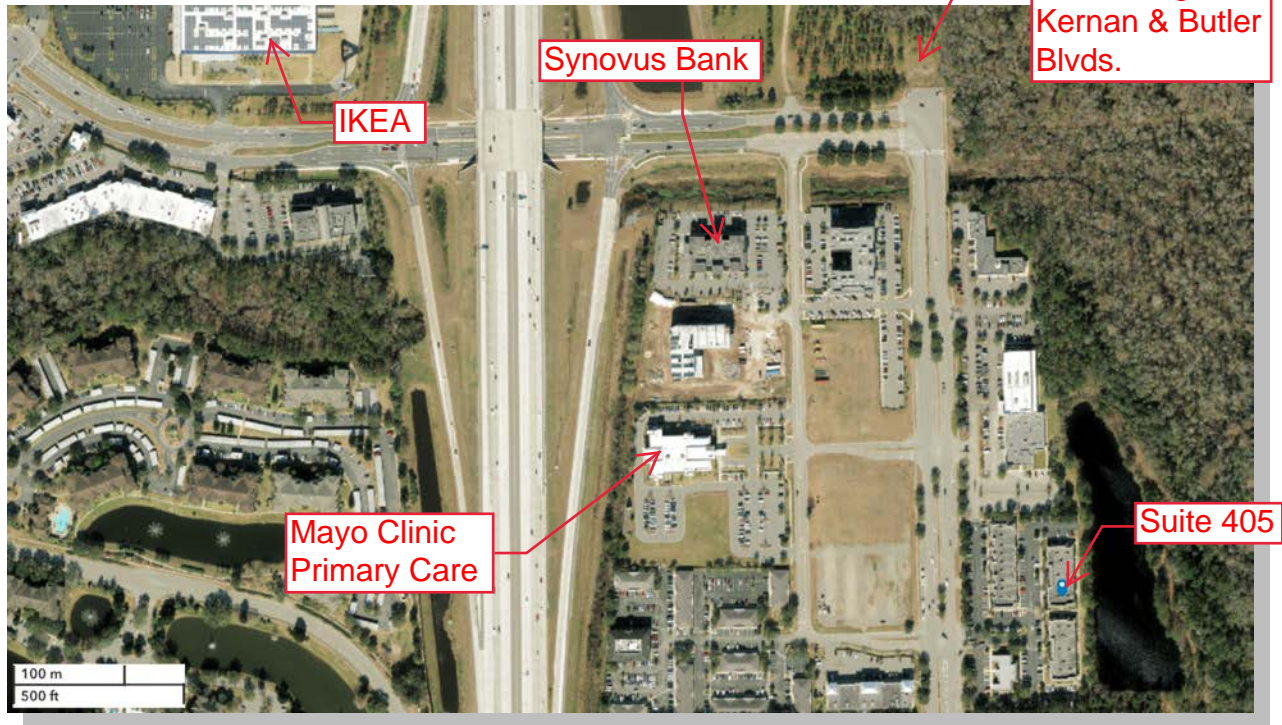 Kernan & Butler
Blvds.
Synovus Bank
IKEA
Mayo Clinic
Primary Care
Suite 405
100 m
500 ft